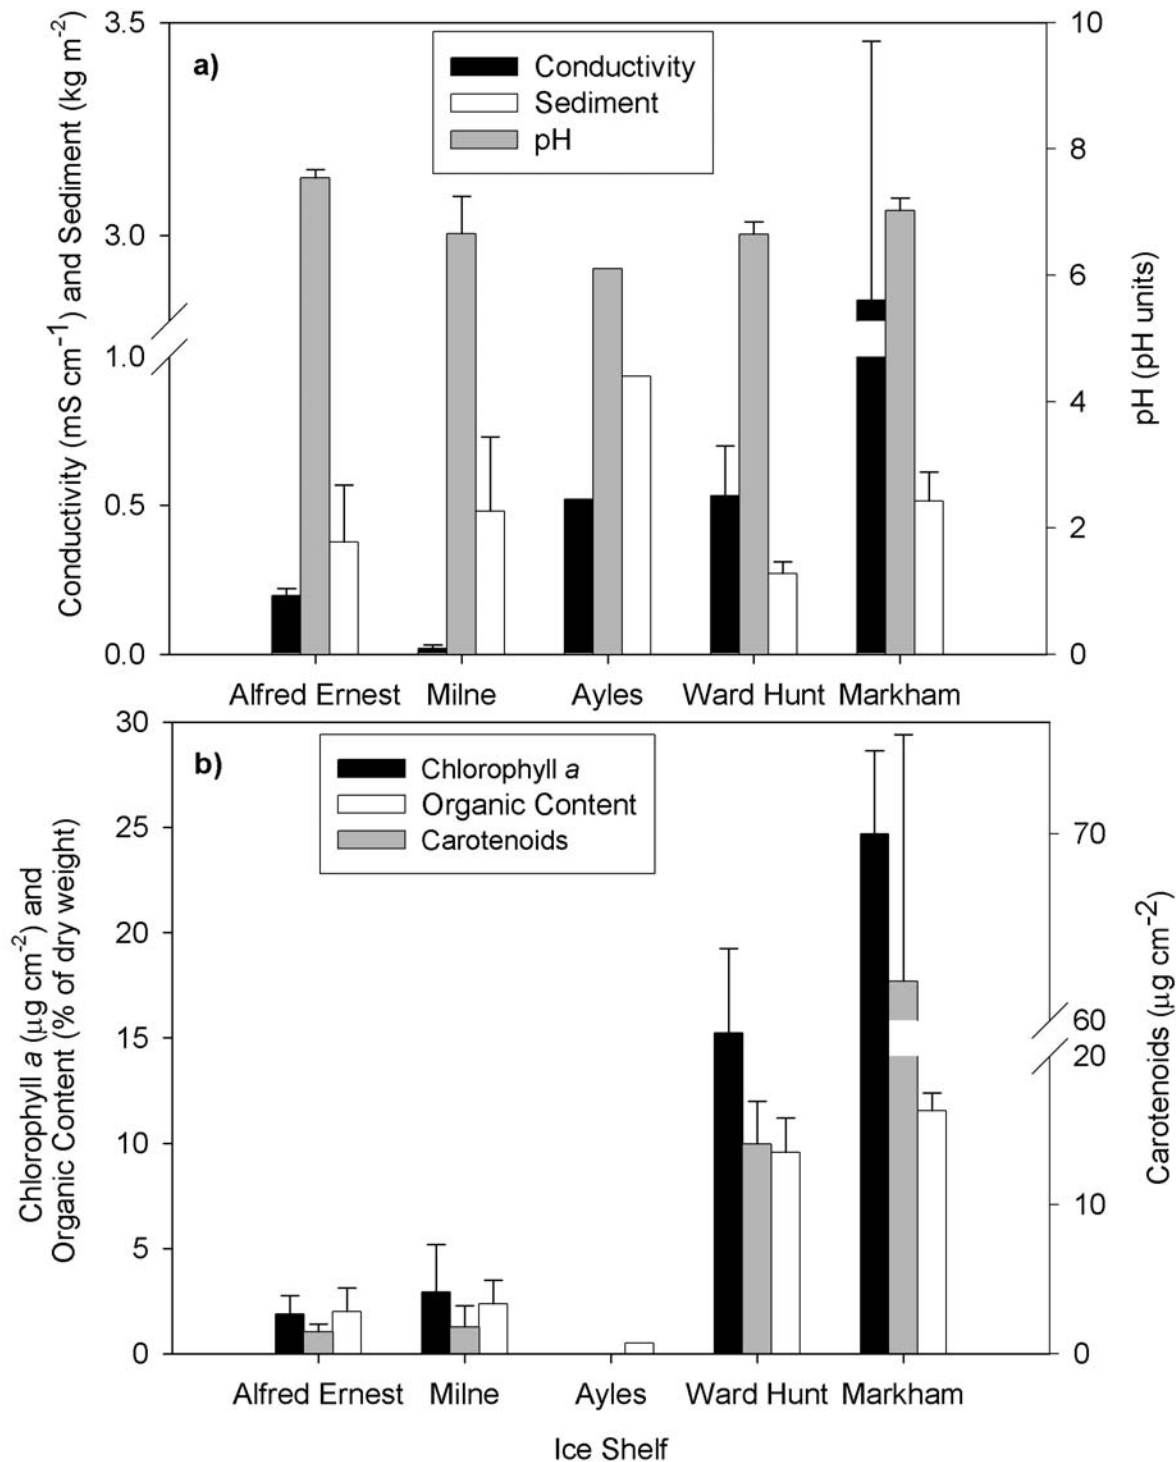 a)
Conductivity
Sediment
pH
3.5
3.0
1.0
0.5
0.0
Conductivity (mS cm⁻¹) and Sediment (kg m⁻²)
10
8
6
4
2
0
pH (pH units)
Alfred Ernest Milne Ayles Ward Hunt Markham
b)
Chlorophyll a
Organic Content
Carotenoids
30
25
20
15
10
5
0
Chlorophyll a (µg cm⁻²) and
Organic Content (% of dry weight)
70
60
20
10
0
Carotenoids (µg cm⁻²)
Alfred Ernest Milne Ayles Ward Hunt Markham
Ice Shelf